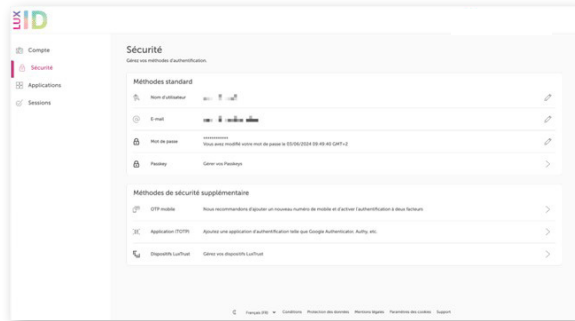 LUX ID
Compte
Sécurité
Applications
Sessions
Sécurité
Gérez vos méthodes d'authentification.
Méthodes standard
Nom d'utilisateur
E-mail
Mot de passe
************
Vous avez modifié votre mot de passe le 03/06/2024 09:49:40 GMT+2
Passkey Gérer vos Passkeys
Méthodes de sécurité supplémentaire
OTP mobile Nous recommandons d'ajouter un nouveau numéro de mobile et d'activer l'authentification à deux facteurs
Application (TOTP) Ajoutez une application d'authentification telle que Google Authenticator, Authy, etc.
Dispositifs LuxTrust Gérez vos dispositifs LuxTrust
Français (FR) Conditions Protection des données Mentions légales Paramètres des cookies Support